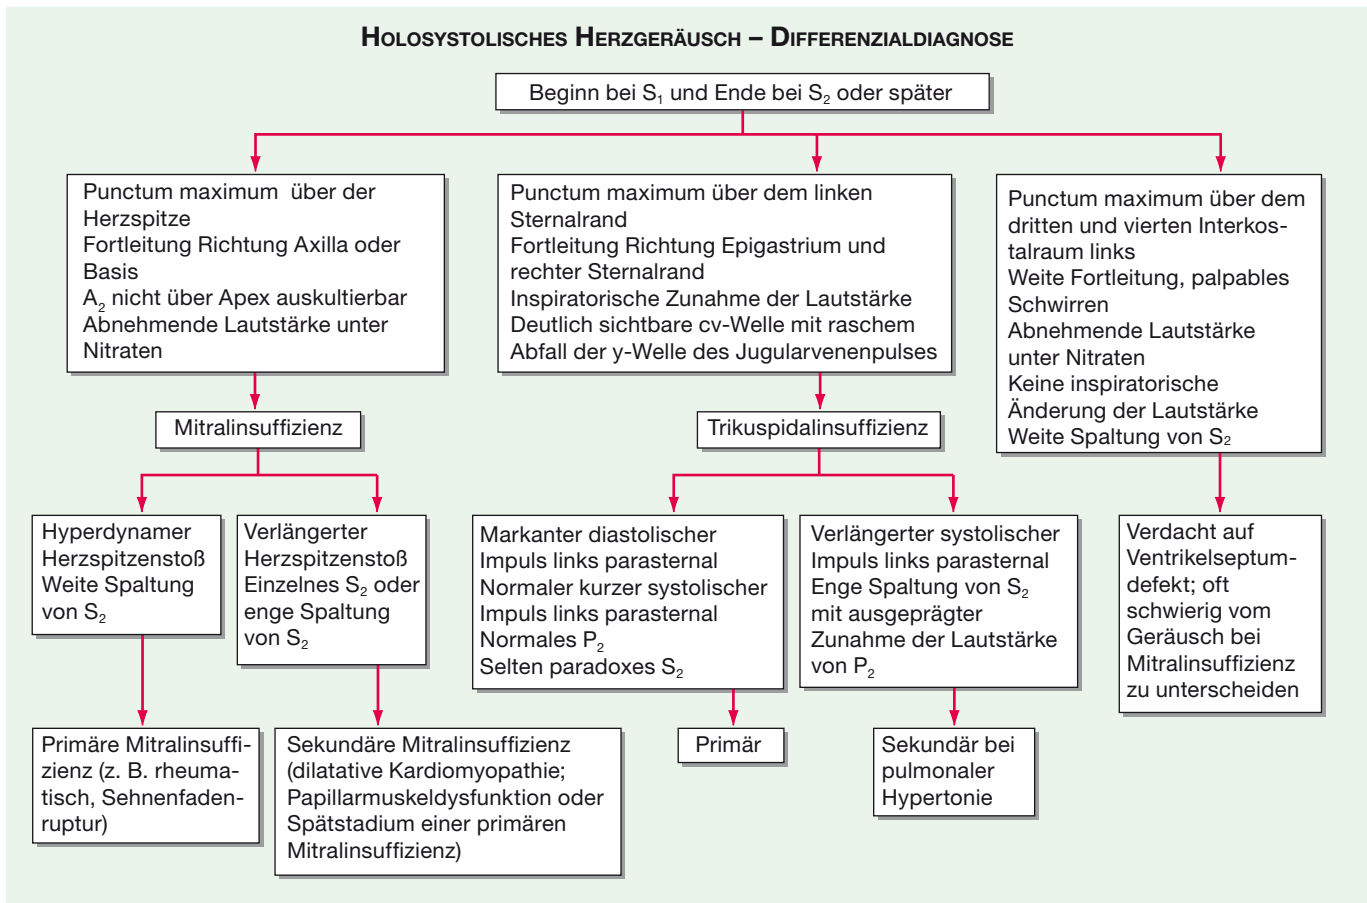 HOLOSYSTOLISCHES HERZGERÄUSCH – DIFFERENZIALDIAGNOSE
Beginn bei S₁ und Ende bei S₂ oder später
Punctum maximum über der
Herzspitze
Fortleitung Richtung Axilla oder
Basis
A₂ nicht über Apex auskultierbar
Abnehmende Lautstärke unter
Nitraten
Punctum maximum über dem linken
Sternalrand
Fortleitung Richtung Epigastrium und
rechter Sternalrand
Inspiratorische Zunahme der Lautstärke
Deutlich sichtbare cv-Welle mit raschem
Abfall der y-Welle des Jugularvenenpulses
Punctum maximum über dem
dritten und vierten Interkos-
talraum links
Weite Fortleitung, palpables
Schwirren
Abnehmende Lautstärke
unter Nitraten
Keine inspiratorische
Änderung der Lautstärke
Weite Spaltung von S₂
Mitralinsuffizienz
Trikuspidalinsuffizienz
Hyperdynamer
Herzspitzenstoß
Weite Spaltung
von S₂
Verlängerter
Herzspitzenstoß
Einzelnes S₂ oder
enge Spaltung
von S₂
Markanter diastolischer
Impuls links parasternal
Normaler kurzer systolischer
Impuls links parasternal
Normales P₂
Selten paradoxes S₂
Verlängerter systolischer
Impuls links parasternal
Enge Spaltung von S₂
mit ausgeprägter
Zunahme der Lautstärke
von P₂
Verdacht auf
Ventrikelseptum-
defekt; oft
schwierig vom
Geräusch bei
Mitralinsuffizienz
zu unterscheiden
Primäre Mitralinsuffi-
zienz (z. B. rheuma-
tisch, Sehnenfaden-
ruptur)
Sekundäre Mitralinsuffizienz
(dilatative Kardiomyopathie;
Papillarmuskeldysfunktion oder
Spätstadium einer primären
Mitralinsuffizienz)
Primär
Sekundär bei
pulmonaler
Hypertonie